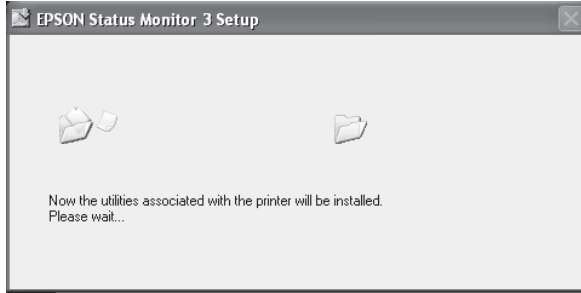 EPSON Status Monitor 3 Setup
Now the utilities associated with the printer will be installed.
Please wait...